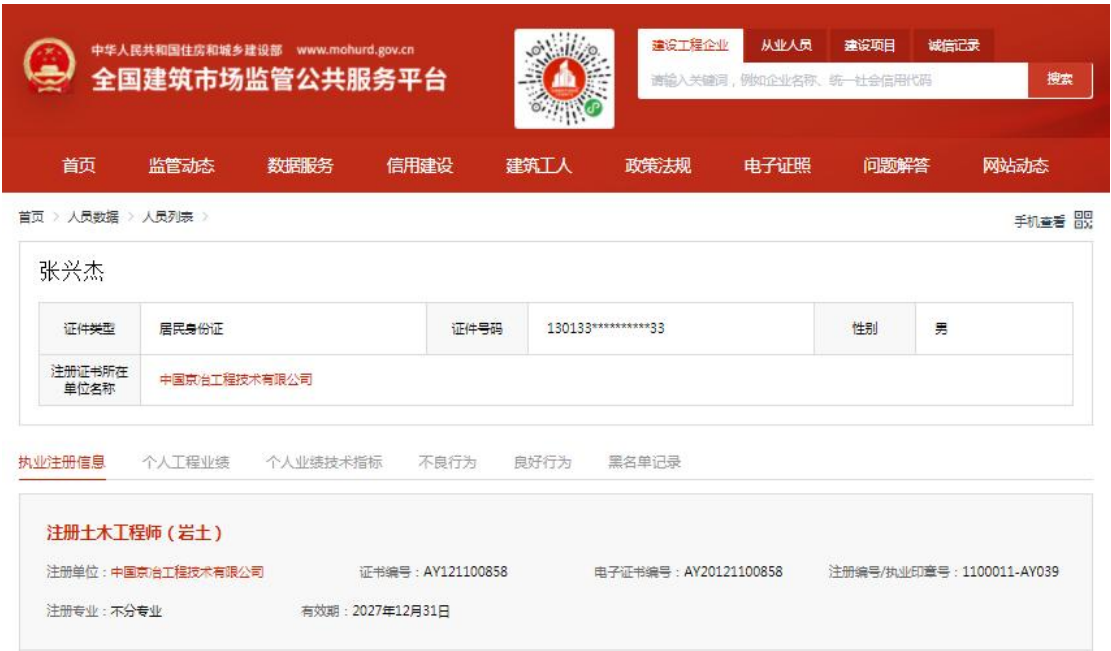 中华人民共和国住房和城乡建设部 www.mohurd.gov.cn
全国建筑市场监管公共服务平台
建设工程企业 从业人员 建设项目 诚信记录
请输入关键词，例如企业名称、统一社会信用代码 搜索
首页 监管动态 数据服务 信用建设 建筑工人 政策法规 电子证照 问题解答 网站动态
首页 > 人员数据 > 人员列表 >
手机查看
张兴杰
证件类型 居民身份证 证件号码 130133**********33 性别 男
注册证书所在
单位名称
中国京冶工程技术有限公司
执业注册信息 个人工程业绩 个人业绩技术指标 不良行为 良好行为 黑名单记录
注册土木工程师（岩土）
注册单位：中国京冶工程技术有限公司 证书编号：AY121100858 电子证书编号：AY20121100858 注册编号/执业印章号：1100011-AY039
注册专业：不分专业 有效期：2027年12月31日